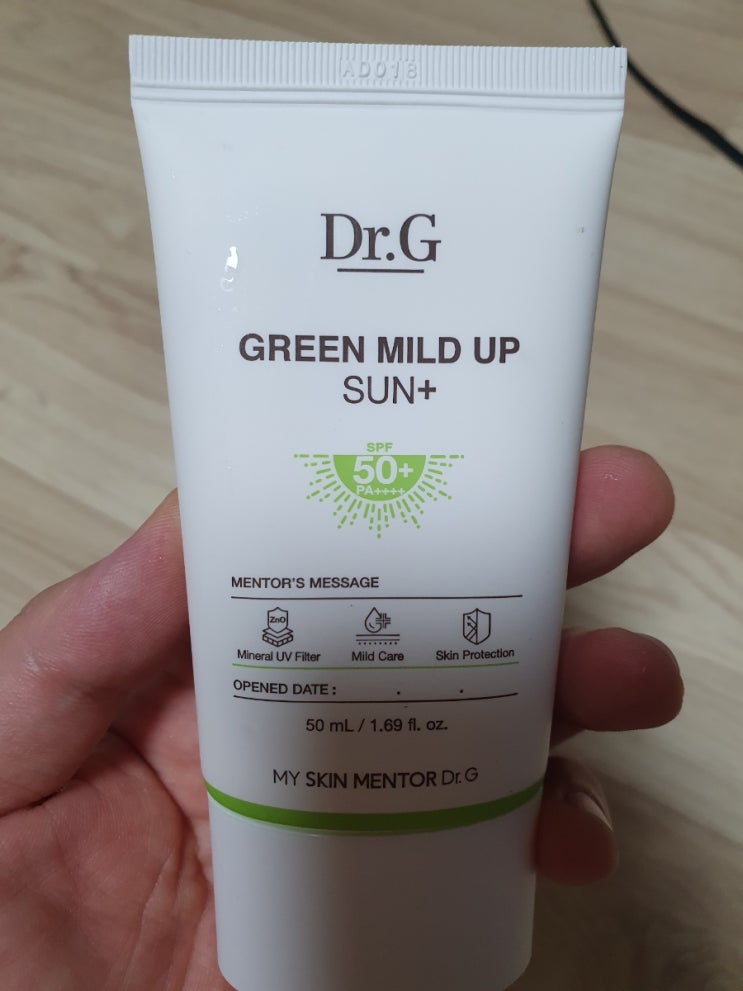 AD018
Dr.G
GREEN MILD UP
SUN+
SPF
50+
PA++++
MENTOR'S MESSAGE
ZnO
Mineral UV Filter Mild Care Skin Protection
OPENED DATE : . .
50 mL / 1.69 fl. oz.
MY SKIN MENTOR Dr. G